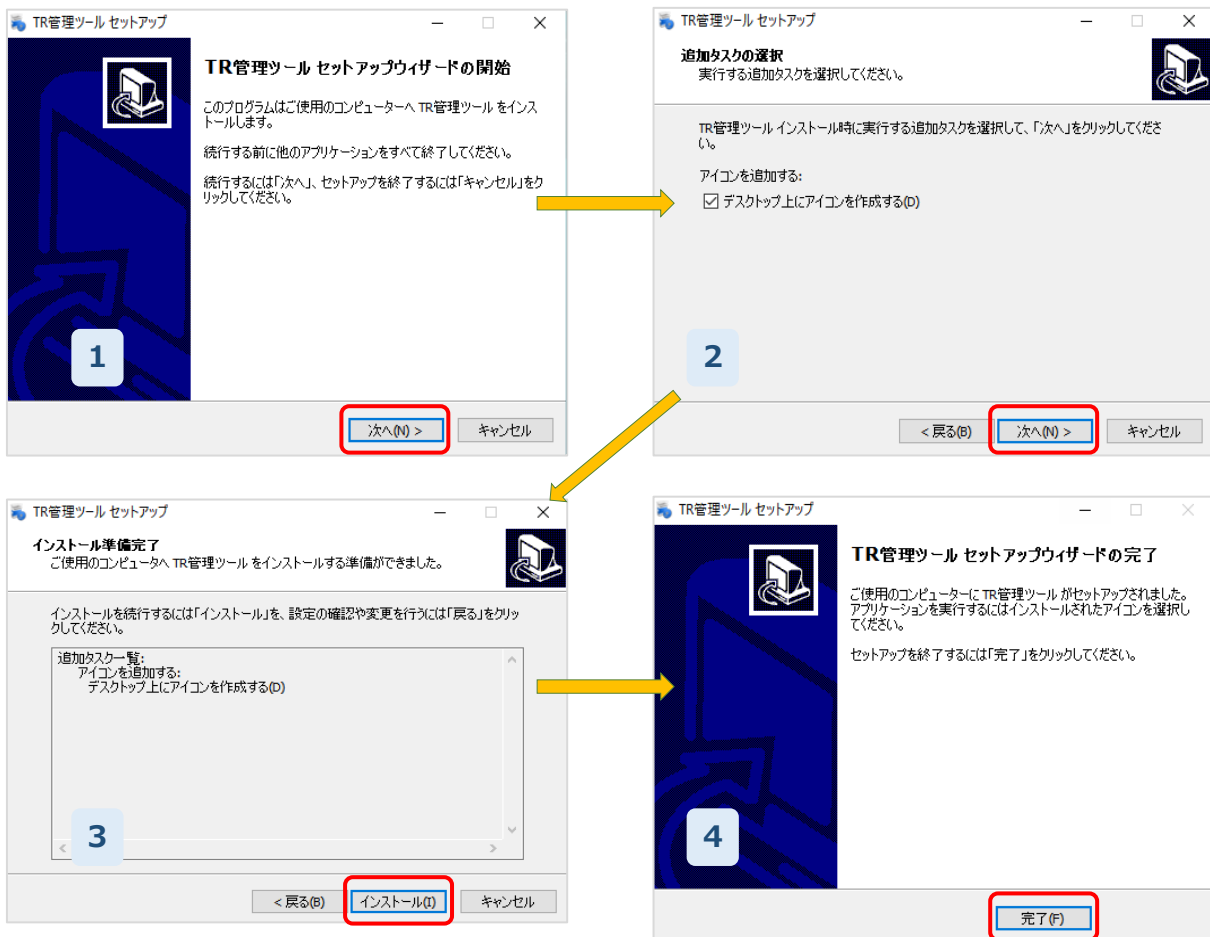 TR管理ツール セットアップ
TR管理ツール セットアップウィザードの開始
このプログラムはご使用のコンピューターへ TR管理ツール をインス
トールします。
続行する前に他のアプリケーションをすべて終了してください。
続行するには「次へ」、セットアップを終了するには「キャンセル」をク
リックしてください。
1
次へ(N) >
キャンセル
TR管理ツール セットアップ
追加タスクの選択
実行する追加タスクを選択してください。
TR管理ツール インストール時に実行する追加タスクを選択して、「次へ」をクリックしてくださ
い。
アイコンを追加する:
デスクトップ上にアイコンを作成する(D)
2
< 戻る(B)
次へ(N) >
キャンセル
TR管理ツール セットアップ
インストール準備完了
ご使用のコンピュータへ TR管理ツール をインストールする準備ができました。
インストールを続行するには「インストール」を、設定の確認や変更を行うには「戻る」をクリッ
クしてください。
追加タスク一覧:
アイコンを追加する:
デスクトップ上にアイコンを作成する(D)
3
< 戻る(B)
インストール(I)
キャンセル
TR管理ツール セットアップ
TR管理ツール セットアップウィザードの完了
ご使用のコンピューターに TR管理ツール がセットアップされました。
アプリケーションを実行するにはインストールされたアイコンを選択し
てください。
セットアップを終了するには「完了」をクリックしてください。
4
完了(F)